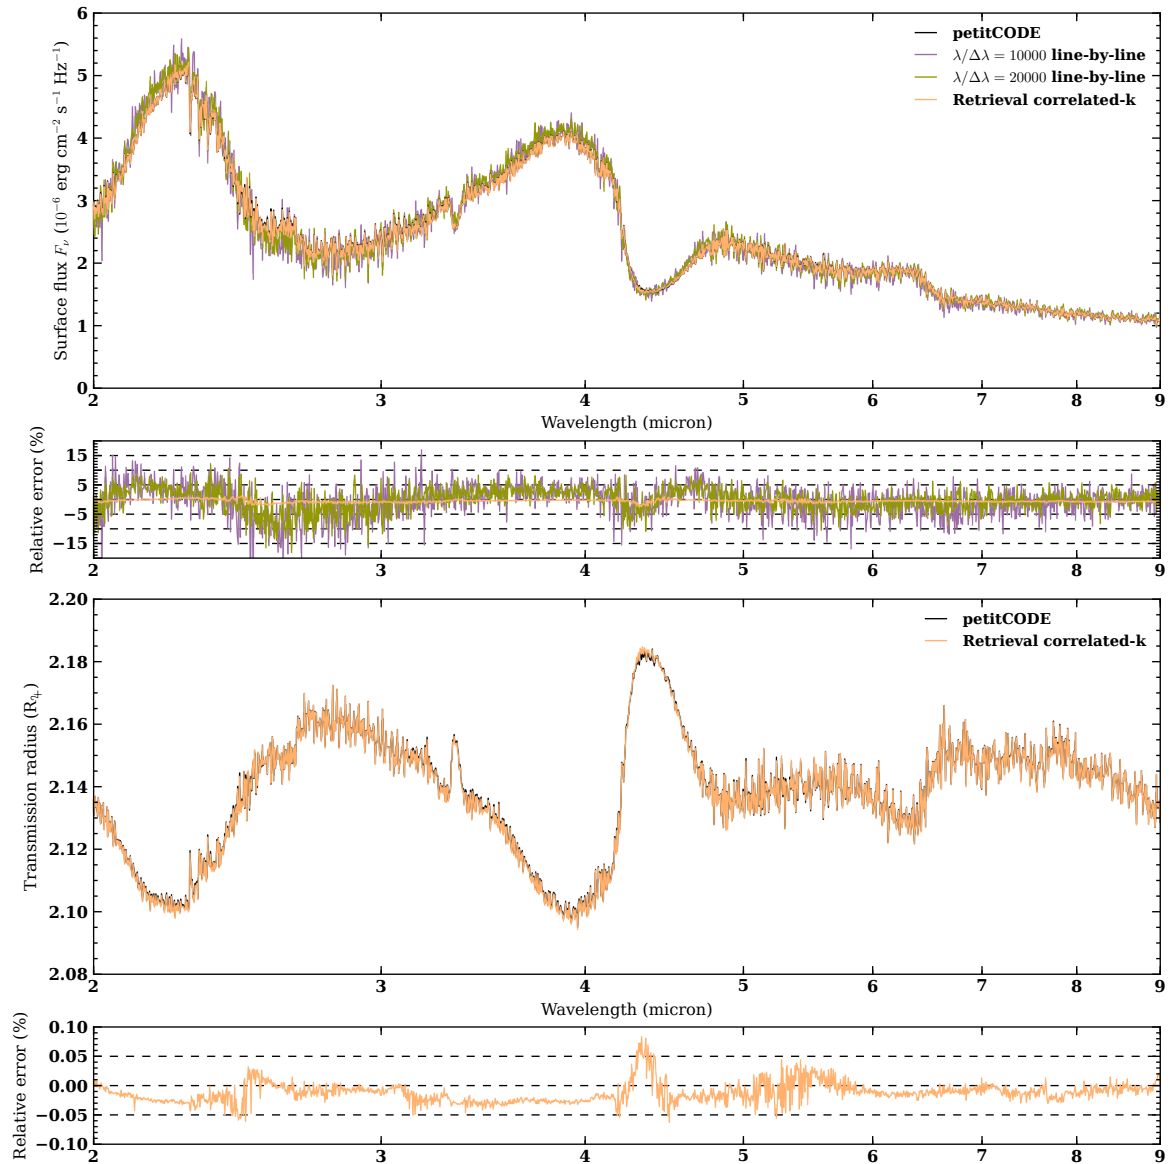 6
5
4
3
2
1
0
Surface flux Fν (10⁻⁶ erg cm⁻² s⁻¹ Hz⁻¹)
petitCODE
λ/Δλ = 10000 line-by-line
λ/Δλ = 20000 line-by-line
Retrieval correlated-k
2 3 4 5 6 7 8 9
Wavelength (micron)
Relative error (%)
15
5
−5
−15
2 3 4 5 6 7 8 9
2.20
2.18
2.16
2.14
2.12
2.10
2.08
Transmission radius (R♃)
petitCODE
Retrieval correlated-k
2 3 4 5 6 7 8 9
Wavelength (micron)
Relative error (%)
0.10
0.05
0.00
−0.05
−0.10
2 3 4 5 6 7 8 9